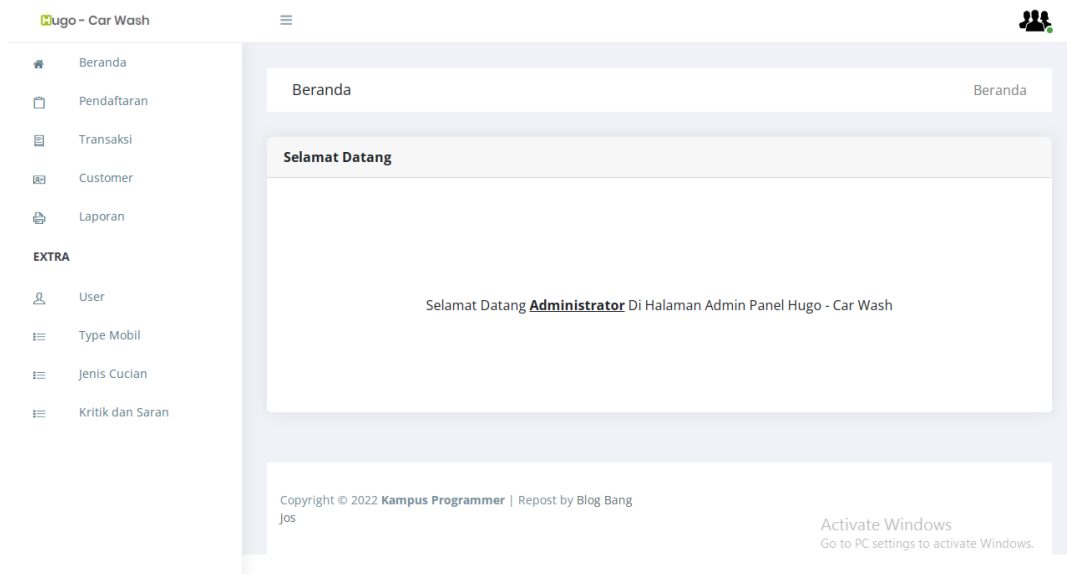 Hugo - Car Wash
Beranda
Pendaftaran
Transaksi
Customer
Laporan
EXTRA
User
Type Mobil
Jenis Cucian
Kritik dan Saran
Beranda
Beranda
Selamat Datang
Selamat Datang Administrator Di Halaman Admin Panel Hugo - Car Wash
Copyright © 2022 Kampus Programmer | Repost by Blog Bang
Jos
Activate Windows
Go to PC settings to activate Windows.